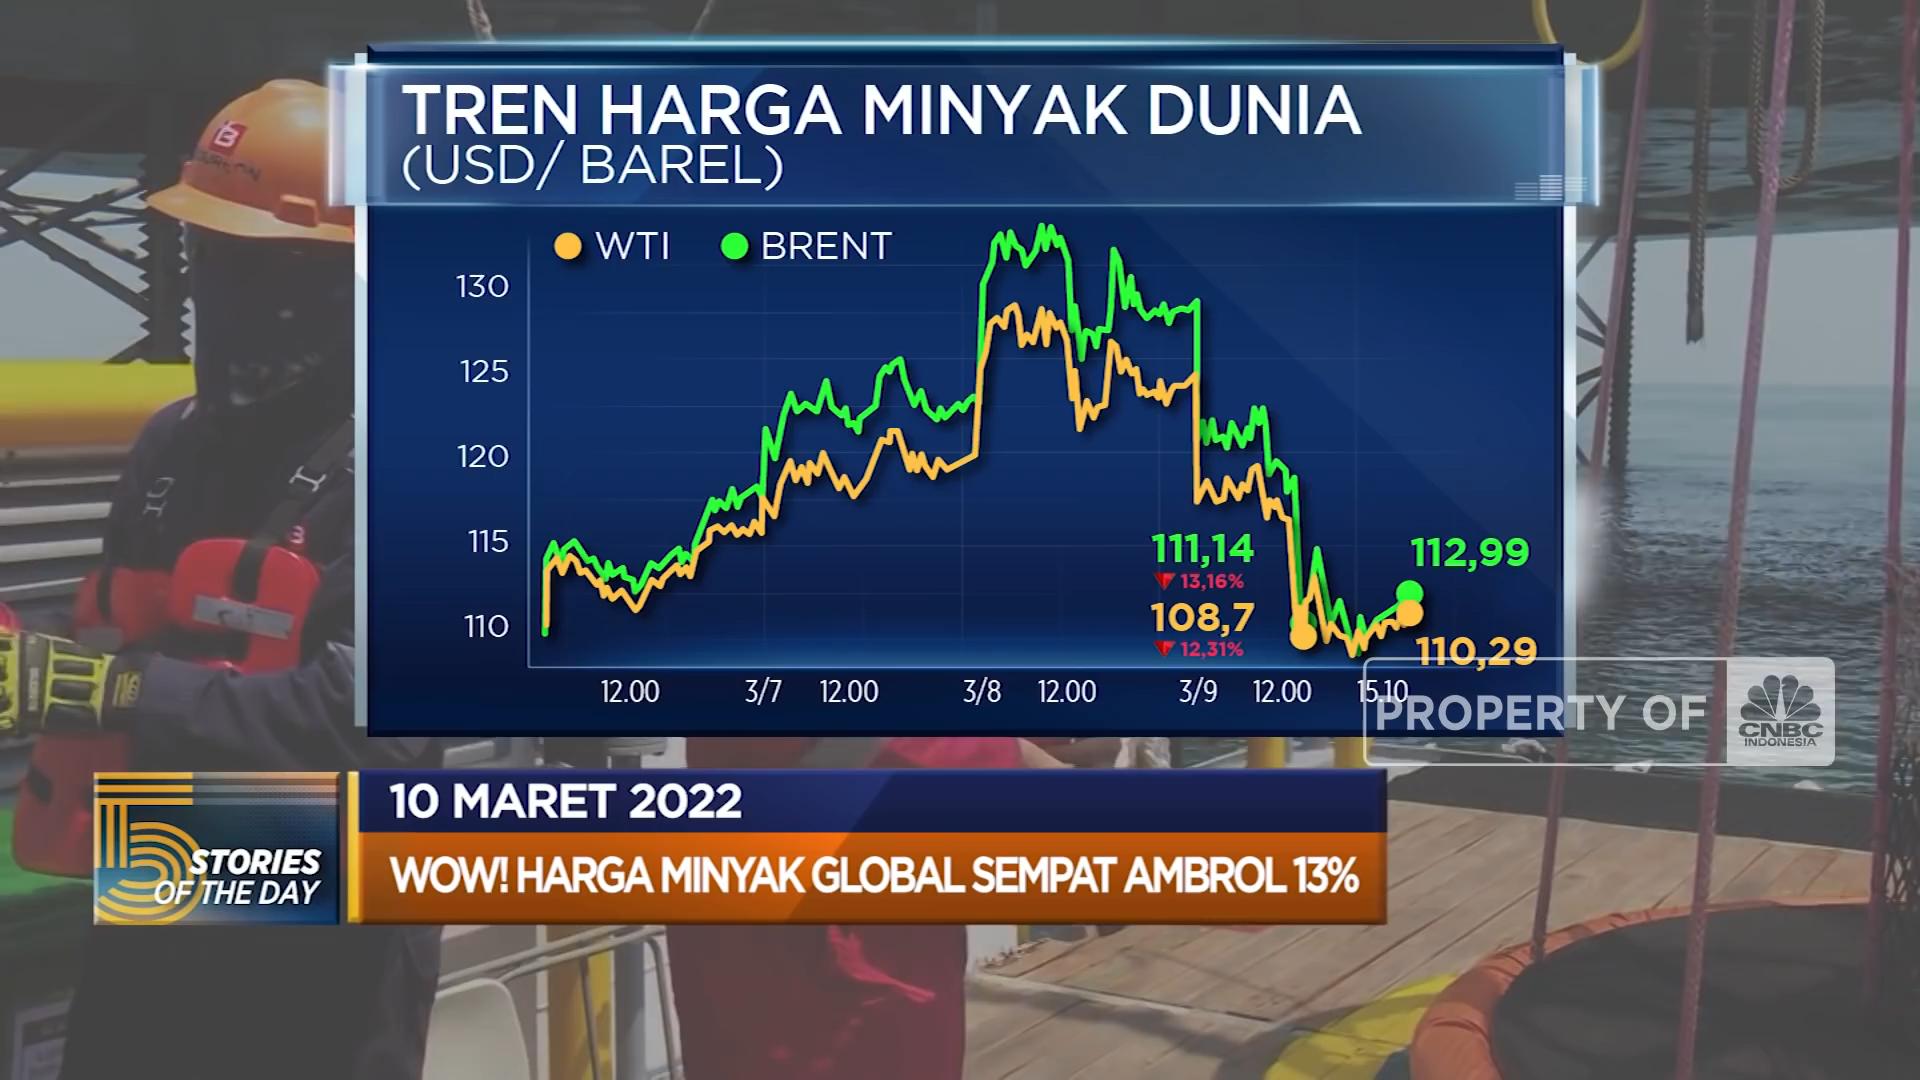 TREN HARGA MINYAK DUNIA
(USD/ BAREL)
WTI BRENT
130
125
120
115
110
111,14
13,16%
108,7
12,31%
112,99
110,29
12.00 3/7 12.00 3/8 12.00 3/9 12.00 15.10
PROPERTY OF CNBC INDONESIA
5 STORIES OF THE DAY
10 MARET 2022
WOW! HARGA MINYAK GLOBAL SEMPAT AMBROL 13%